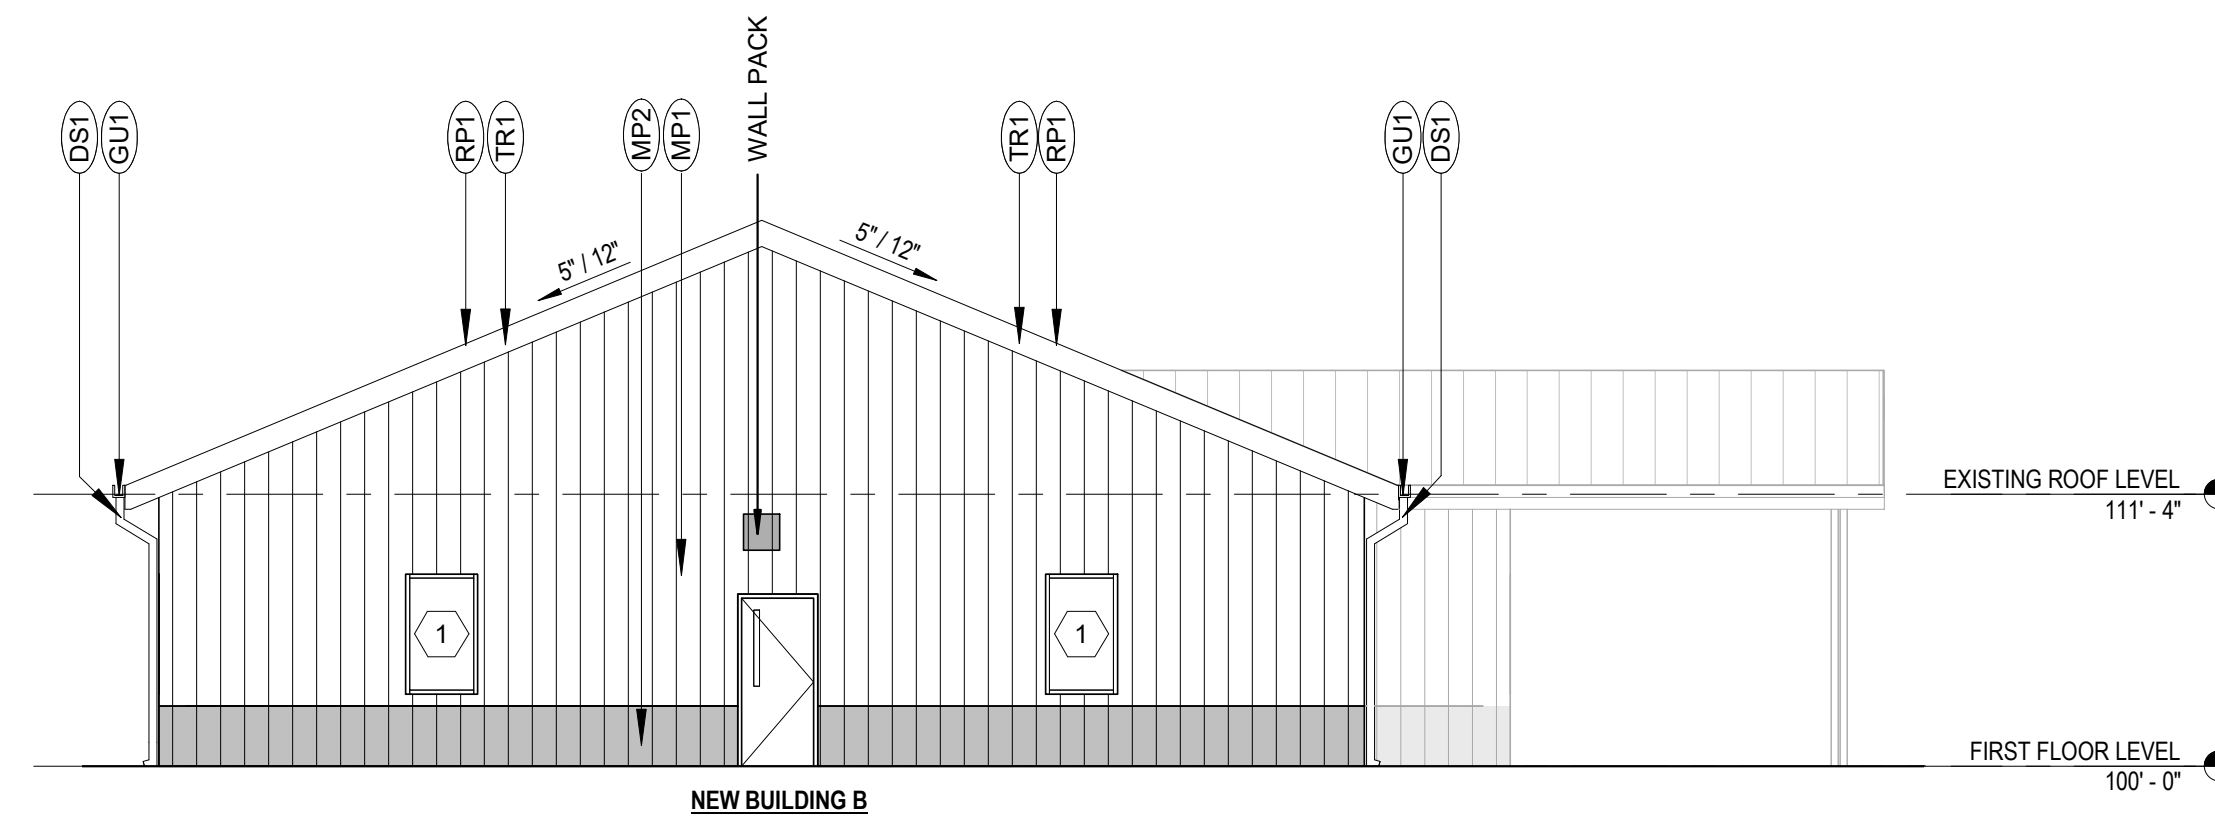 WALL PACK
DS1
GU1
RP1
TR1
MP2
MP1
TR1
RP1
GU1
DS1
5" / 12"
5" / 12"
EXISTING ROOF LEVEL
111' - 4"
1
1
FIRST FLOOR LEVEL
100' - 0"
NEW BUILDING B